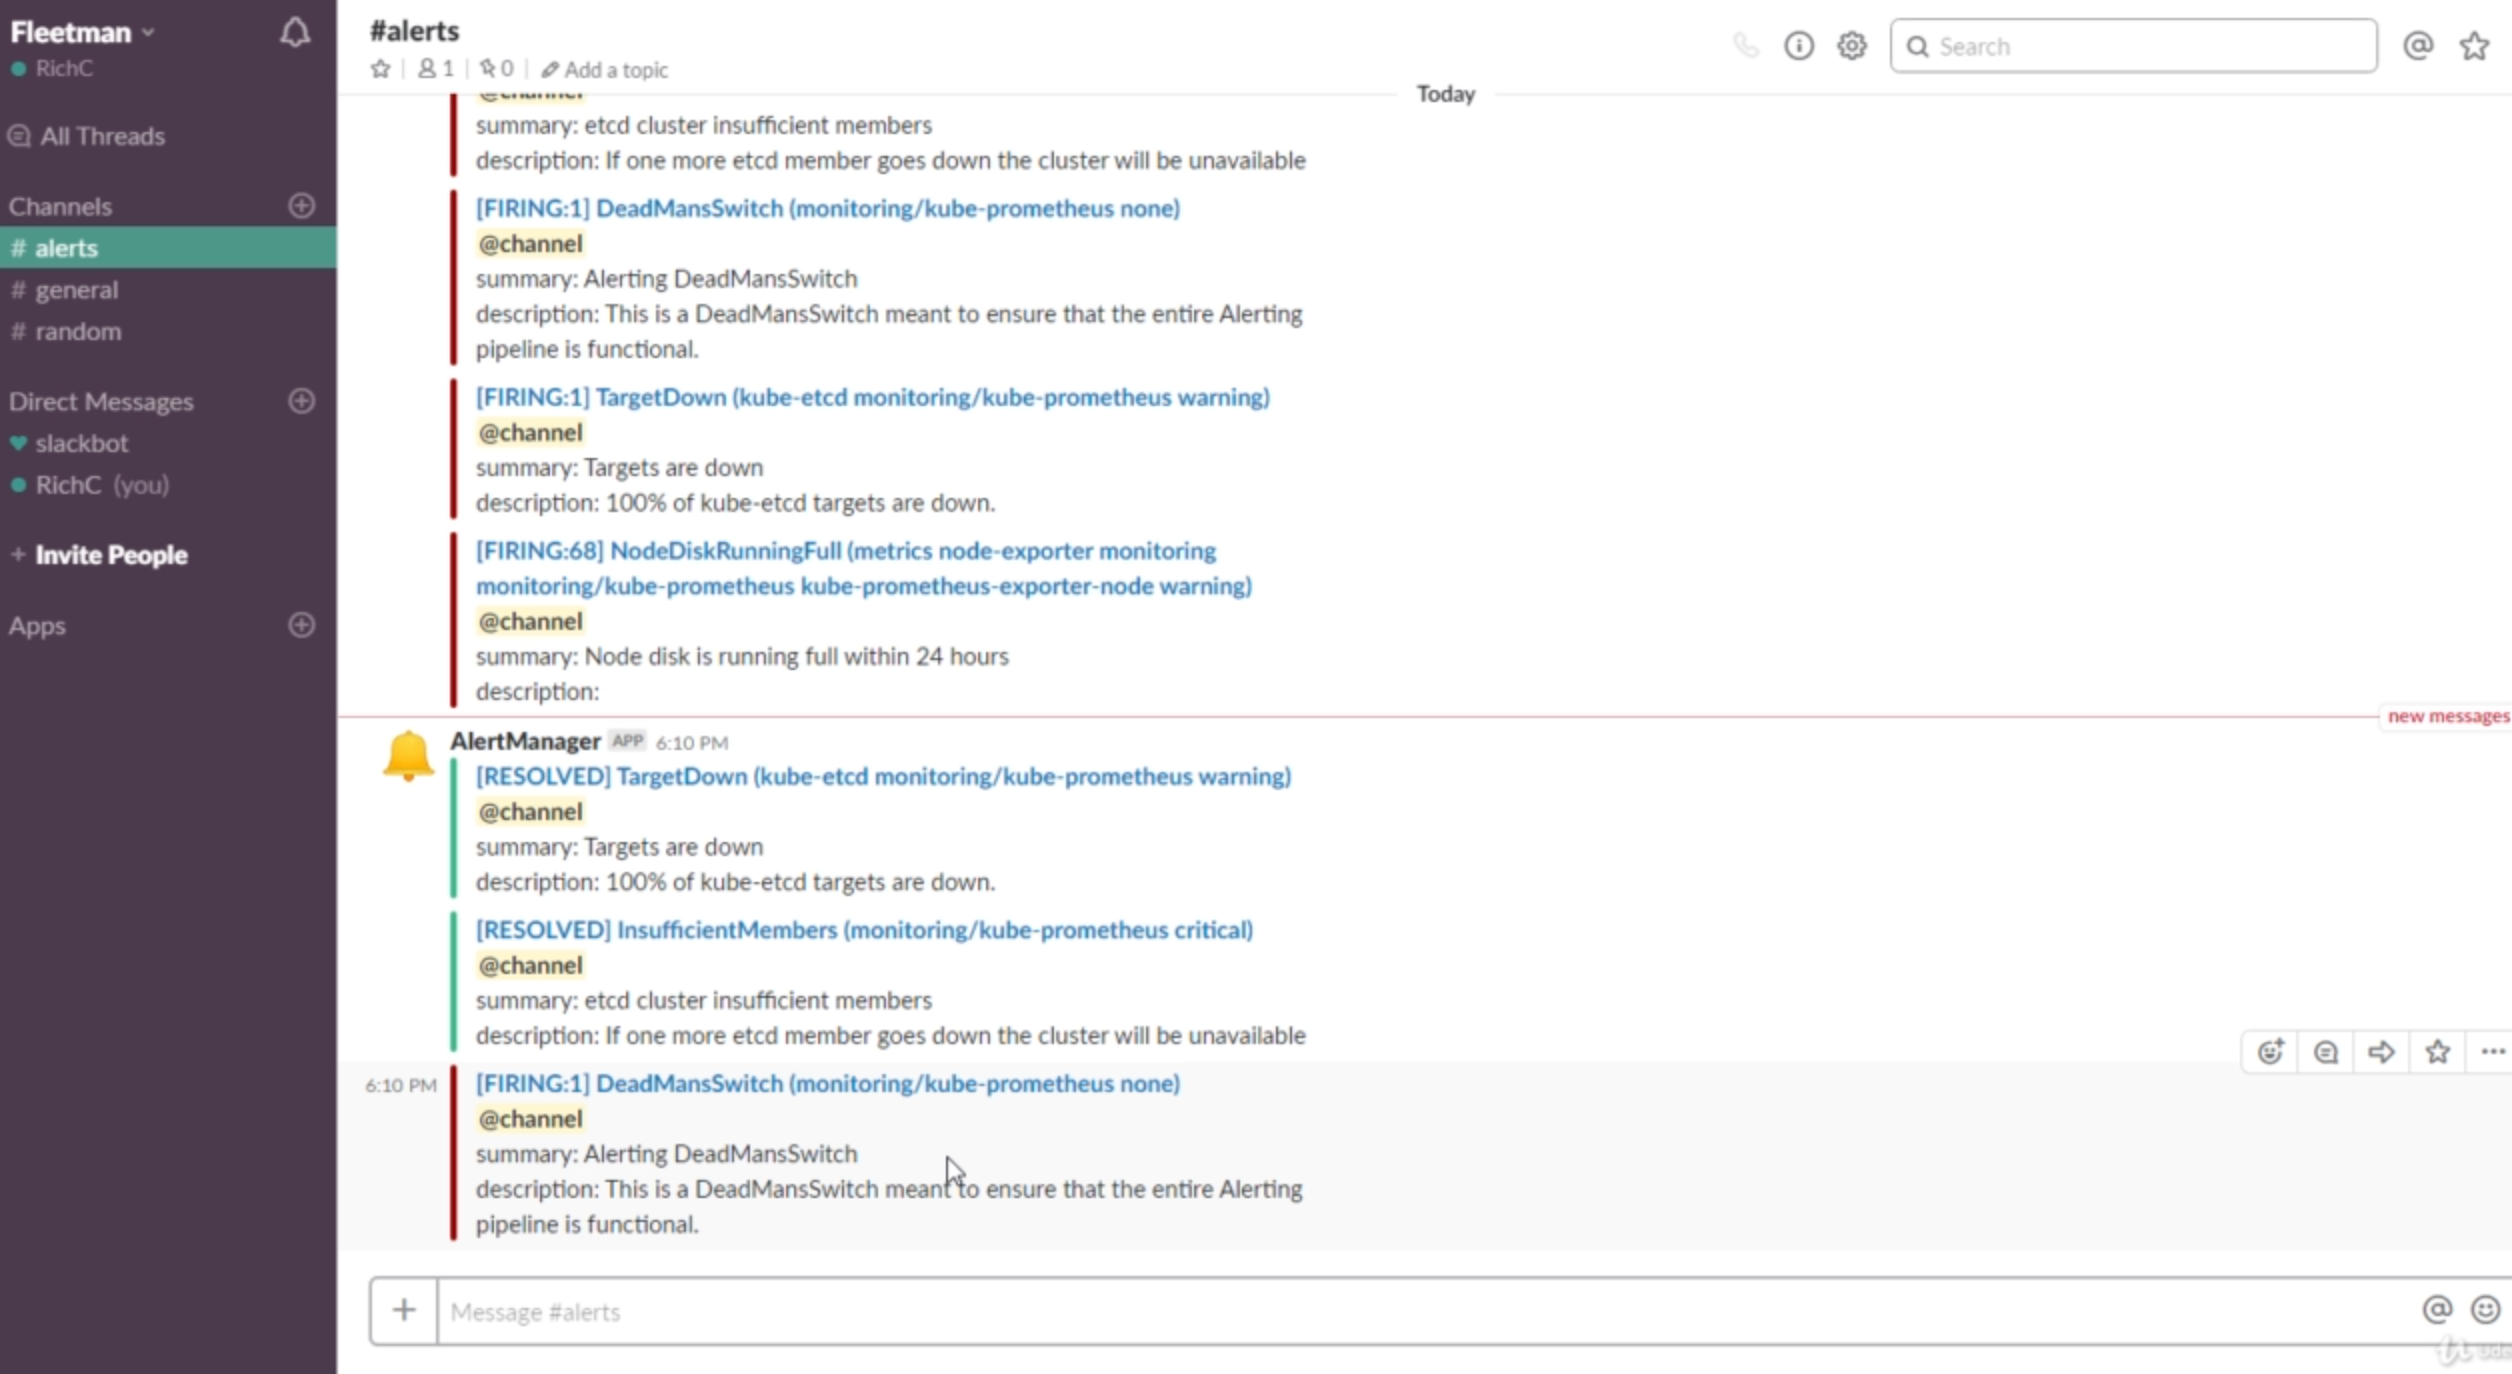 Fleetman
RichC
All Threads
Channels
# alerts
# general
# random
Direct Messages
slackbot
RichC (you)
+ Invite People
Apps
#alerts
1
0
Add a topic
Search
Today
@channel
summary: etcd cluster insufficient members
description: If one more etcd member goes down the cluster will be unavailable
[FIRING:1] DeadMansSwitch (monitoring/kube-prometheus none)
@channel
summary: Alerting DeadMansSwitch
description: This is a DeadMansSwitch meant to ensure that the entire Alerting
pipeline is functional.
[FIRING:1] TargetDown (kube-etcd monitoring/kube-prometheus warning)
@channel
summary: Targets are down
description: 100% of kube-etcd targets are down.
[FIRING:68] NodeDiskRunningFull (metrics node-exporter monitoring
monitoring/kube-prometheus kube-prometheus-exporter-node warning)
@channel
summary: Node disk is running full within 24 hours
description:
new messages
AlertManager APP 6:10 PM
[RESOLVED] TargetDown (kube-etcd monitoring/kube-prometheus warning)
@channel
summary: Targets are down
description: 100% of kube-etcd targets are down.
[RESOLVED] InsufficientMembers (monitoring/kube-prometheus critical)
@channel
summary: etcd cluster insufficient members
description: If one more etcd member goes down the cluster will be unavailable
6:10 PM [FIRING:1] DeadMansSwitch (monitoring/kube-prometheus none)
@channel
summary: Alerting DeadMansSwitch
description: This is a DeadMansSwitch meant to ensure that the entire Alerting
pipeline is functional.
Message #alerts